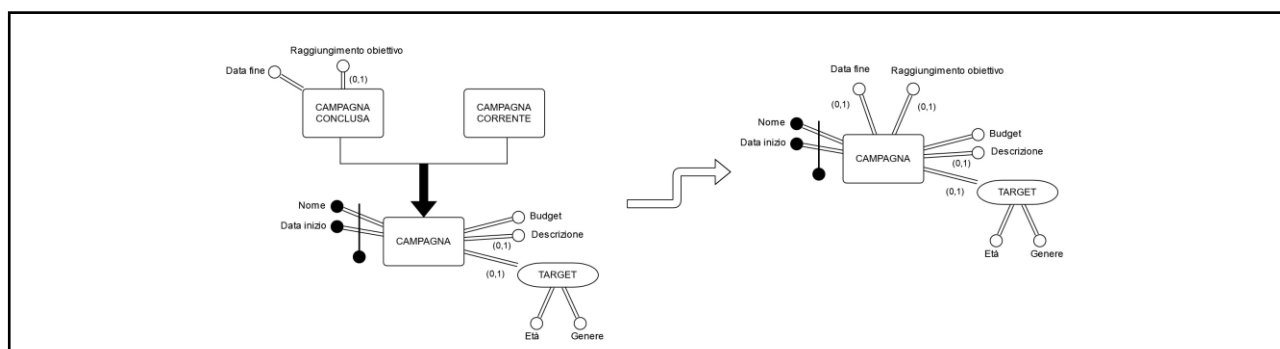 Raggiungimento obiettivo
Data fine
(0,1)
CAMPAGNA
CONCLUSA
CAMPAGNA
CORRENTE
Nome
Data inizio
CAMPAGNA
Budget
Descrizione
(0,1)
(0,1)
TARGET
Età
Genere
Data fine
Raggiungimento obiettivo
(0,1)
(0,1)
Nome
Data inizio
CAMPAGNA
Budget
Descrizione
(0,1)
(0,1)
TARGET
Età
Genere